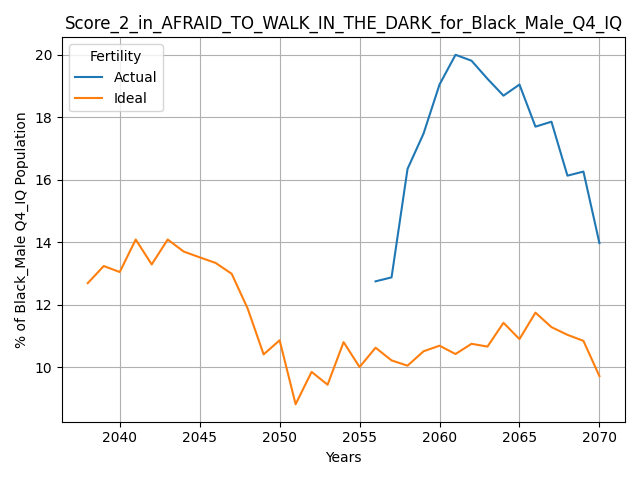 Score_2_in_AFRAID_TO_WALK_IN_THE_DARK_for_Black_Male_Q4_IQ
Fertility
Actual
Ideal
% of Black_Male Q4_IQ Population
20
18
16
14
12
10
2040 2045 2050 2055 2060 2065 2070
Years